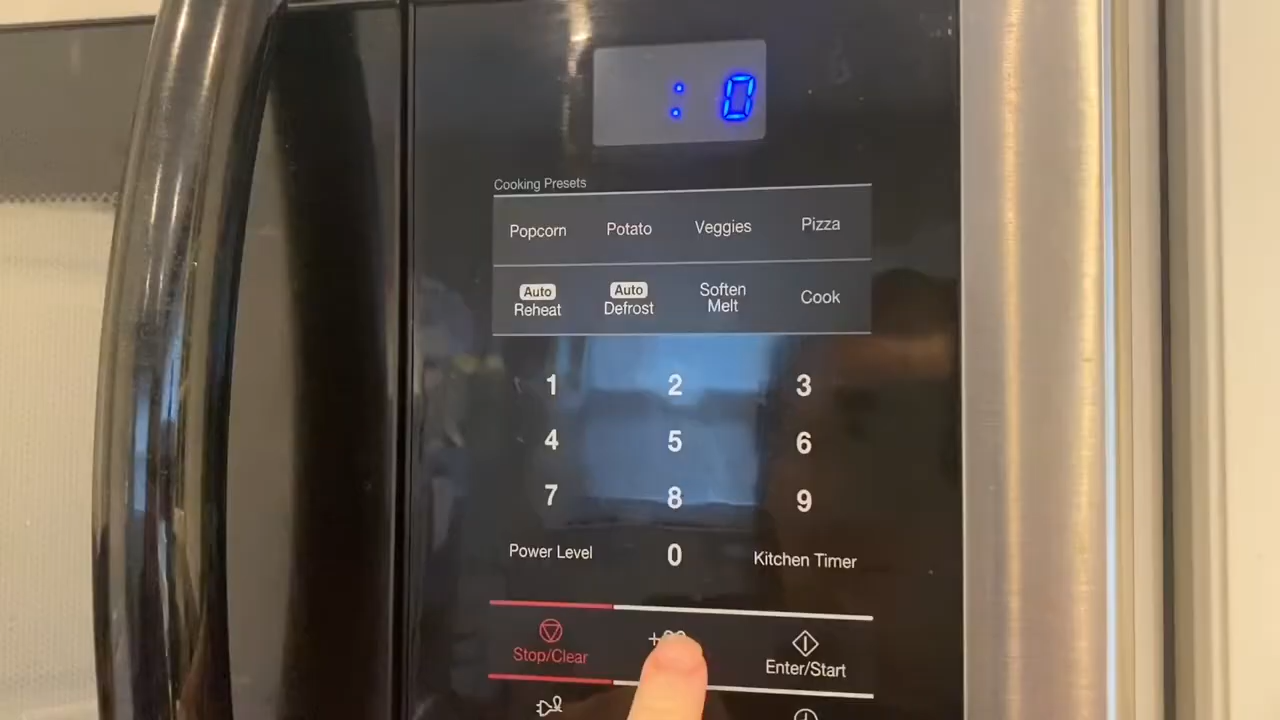 : 0
Cooking Presets
Popcorn Potato Veggies Pizza
Auto Reheat Auto Defrost Soften Melt Cook
1 2 3
4 5 6
7 8 9
Power Level 0 Kitchen Timer
Stop/Clear Enter/Start